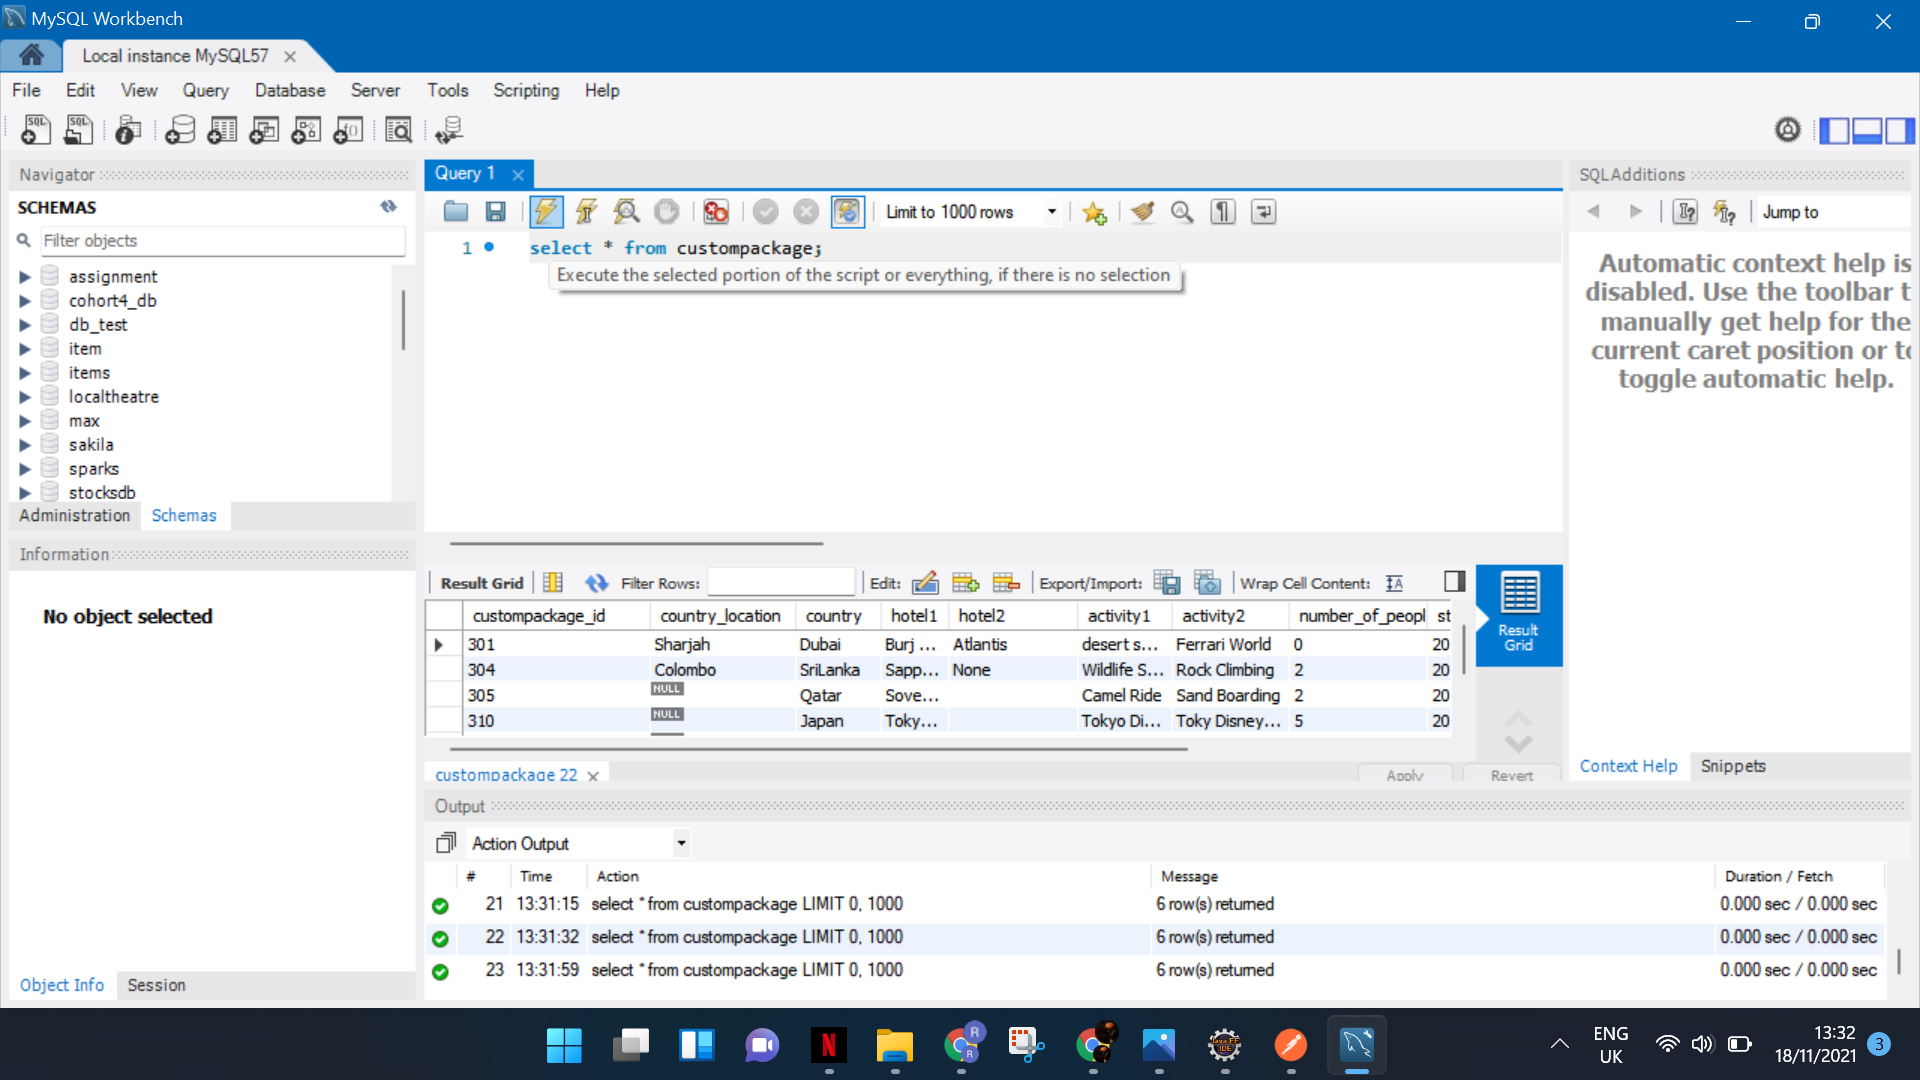 MySQL Workbench
Local instance MySQL57
File Edit View Query Database Server Tools Scripting Help
Navigator
SCHEMAS
Filter objects
assignment
cohort4_db
db_test
item
items
localtheatre
max
sakila
sparks
stocksdb
Administration Schemas
Information
No object selected
Object Info Session
Query 1
Limit to 1000 rows
1 select * from custompackage;
Execute the selected portion of the script or everything, if there is no selection
Result Grid Filter Rows: Edit: Export/Import: Wrap Cell Content:
custompackage_id country_location country hotel1 hotel2 activity1 activity2 number_of_peopl st
301 Sharjah Dubai Burj ... Atlantis desert s... Ferrari World 0 20
304 Colombo SriLanka Sapp... None Wildlife S... Rock Climbing 2 20
305 NULL Qatar Sove... Camel Ride Sand Boarding 2 20
310 NULL Japan Toky... Tokyo Di... Toky Disney... 5 20
Result
Grid
custompackage 22
Apply Revert
SQLAdditions
Jump to
Automatic context help is
disabled. Use the toolbar t
manually get help for the
current caret position or to
toggle automatic help.
Context Help Snippets
Output
Action Output
# Time Action Message Duration / Fetch
21 13:31:15 select * from custompackage LIMIT 0, 1000 6 row(s) returned 0.000 sec / 0.000 sec
22 13:31:32 select * from custompackage LIMIT 0, 1000 6 row(s) returned 0.000 sec / 0.000 sec
23 13:31:59 select * from custompackage LIMIT 0, 1000 6 row(s) returned 0.000 sec / 0.000 sec
ENG
UK
13:32
18/11/2021
3